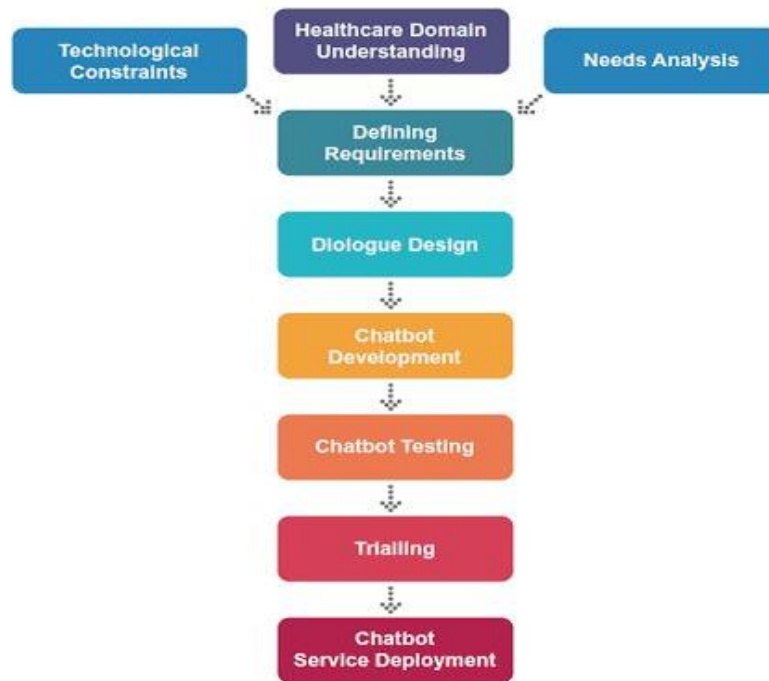 Technological
Constraints
Healthcare Domain
Understanding
Needs Analysis
Defining
Requirements
Diologue Design
Chatbot
Development
Chatbot Testing
Trialling
Chatbot
Service Deployment